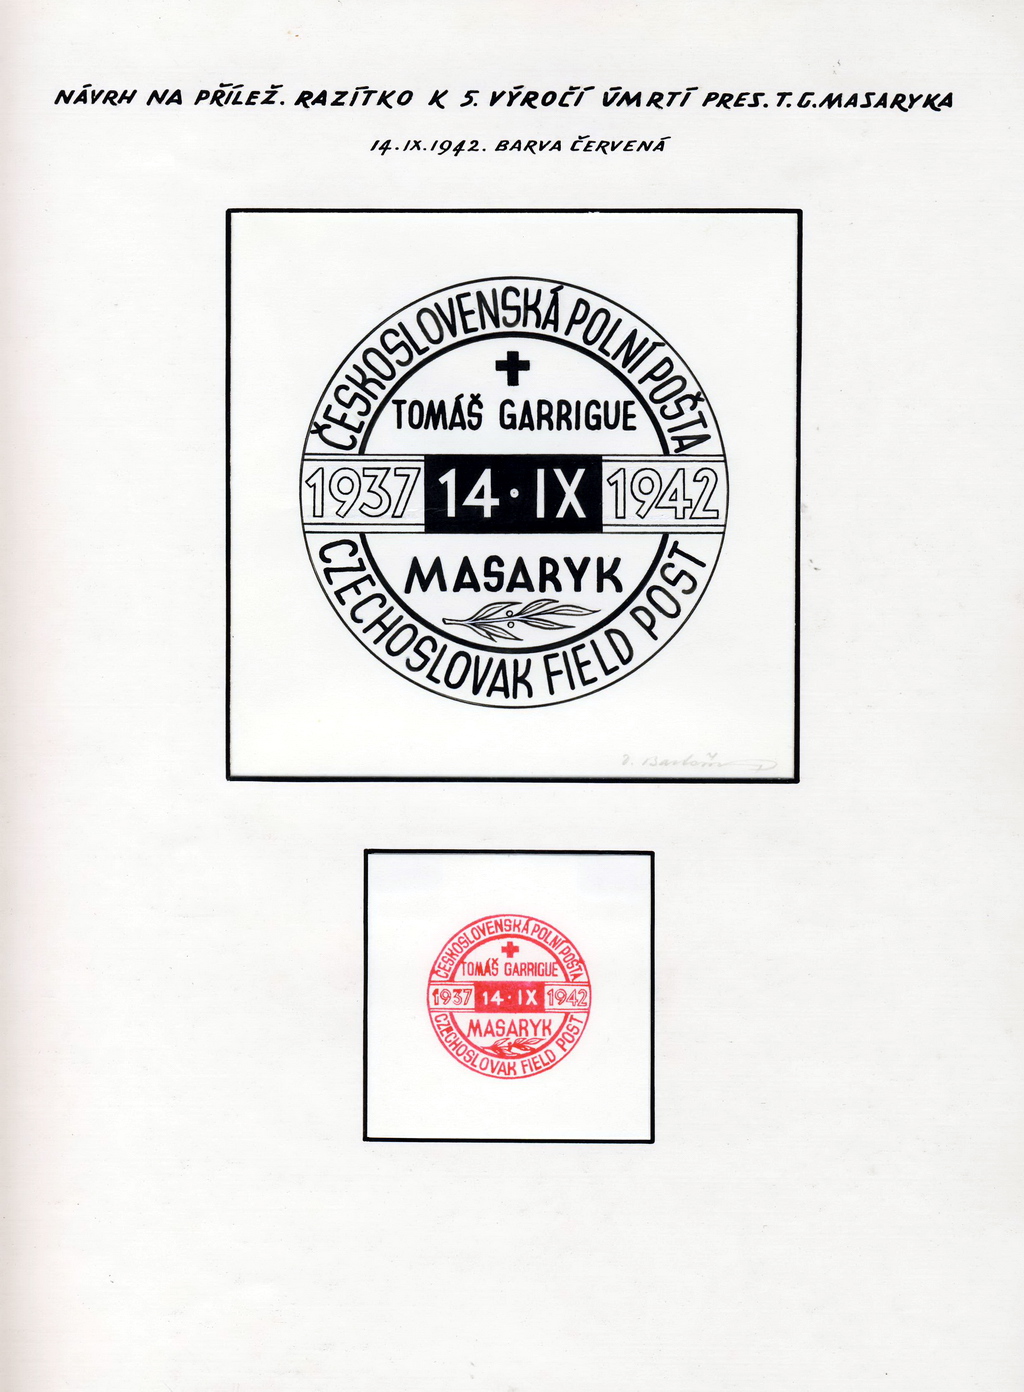 NÁVRH NA PŘÍLEŽ. RAZÍTKO K 5. VÝROČÍ ÚMRTÍ PRES. T. G. MASARYKA
14. IX. 1942. BARVA ČERVENÁ
ČESKOSLOVENSKÁ POLNÍ POŠTA
TOMÁŠ GARRIGUE
1937 14 · IX 1942
MASARYK
CZECHOSLOVAK FIELD POST
ČESKOSLOVENSKÁ POLNÍ POŠTA
TOMÁŠ GARRIGUE
1937 14 · IX 1942
MASARYK
CZECHOSLOVAK FIELD POST